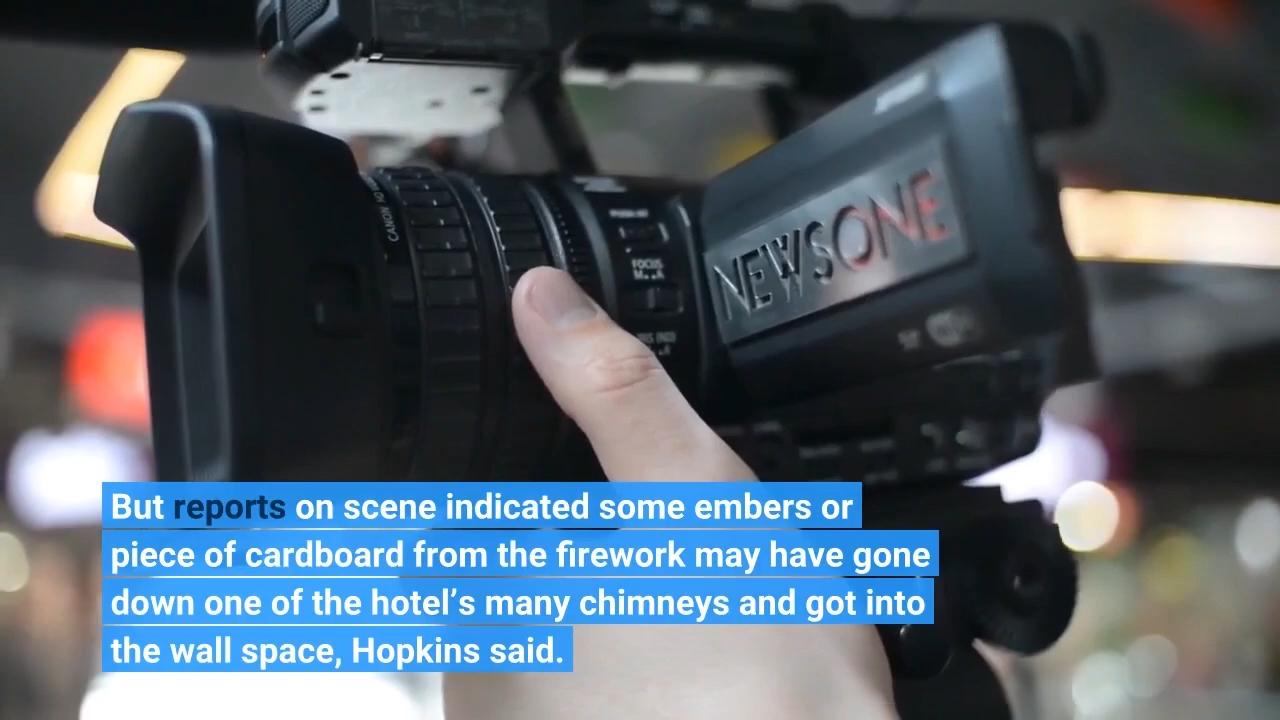 NEWSONE
CANON
FOCUS
But reports on scene indicated some embers or
piece of cardboard from the firework may have gone
down one of the hotel’s many chimneys and got into
the wall space, Hopkins said.